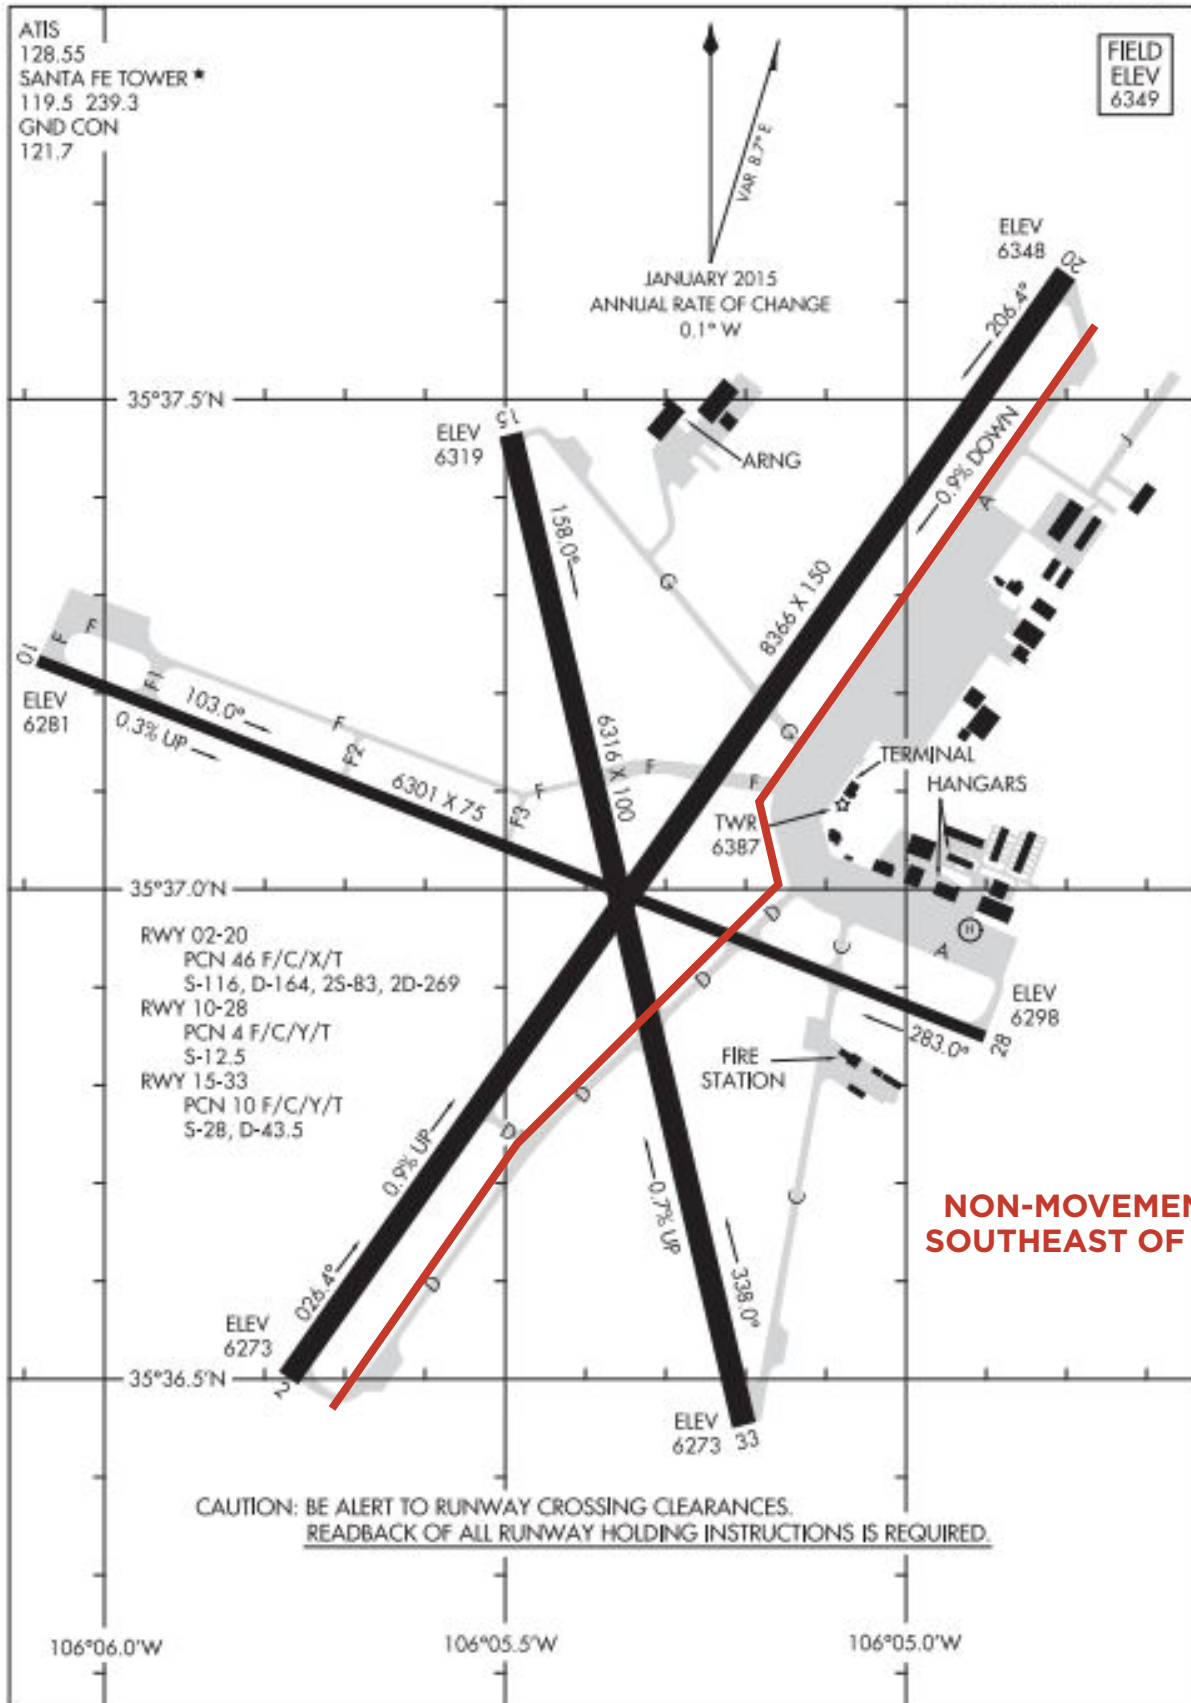 ATIS
128.55
SANTA FE TOWER ★
119.5 239.3
GND CON
121.7
FIELD
ELEV
6349
VAR 8.7° E
JANUARY 2015
ANNUAL RATE OF CHANGE
0.1° W
ELEV
6348
20
206.4°
0.9% DOWN
35°37.5'N
ELEV
6319
15
ARNG
A
J
158.0°
G
8366 X 150
F
F
10
F1
ELEV
6281
103.0°
0.3% UP
F
F2
6301 X 75
F
F3
6316 X 100
F
F
G
TERMINAL
HANGARS
TWR
6387
35°37.0'N
D
C
H
A
D
RWY 02-20
PCN 46 F/C/X/T
S-116, D-164, 2S-83, 2D-269
RWY 10-28
PCN 4 F/C/Y/T
S-12.5
RWY 15-33
PCN 10 F/C/Y/T
S-28, D-43.5
ELEV
6298
28
283.0°
FIRE
STATION
D
D
0.9% UP
0.7% UP
C
NON-MOVEMEN
SOUTHEAST OF
026.4°
D
338.0°
ELEV
6273
2
35°36.5'N
ELEV
6273
33
CAUTION: BE ALERT TO RUNWAY CROSSING CLEARANCES.
READBACK OF ALL RUNWAY HOLDING INSTRUCTIONS IS REQUIRED.
106°06.0'W
106°05.5'W
106°05.0'W